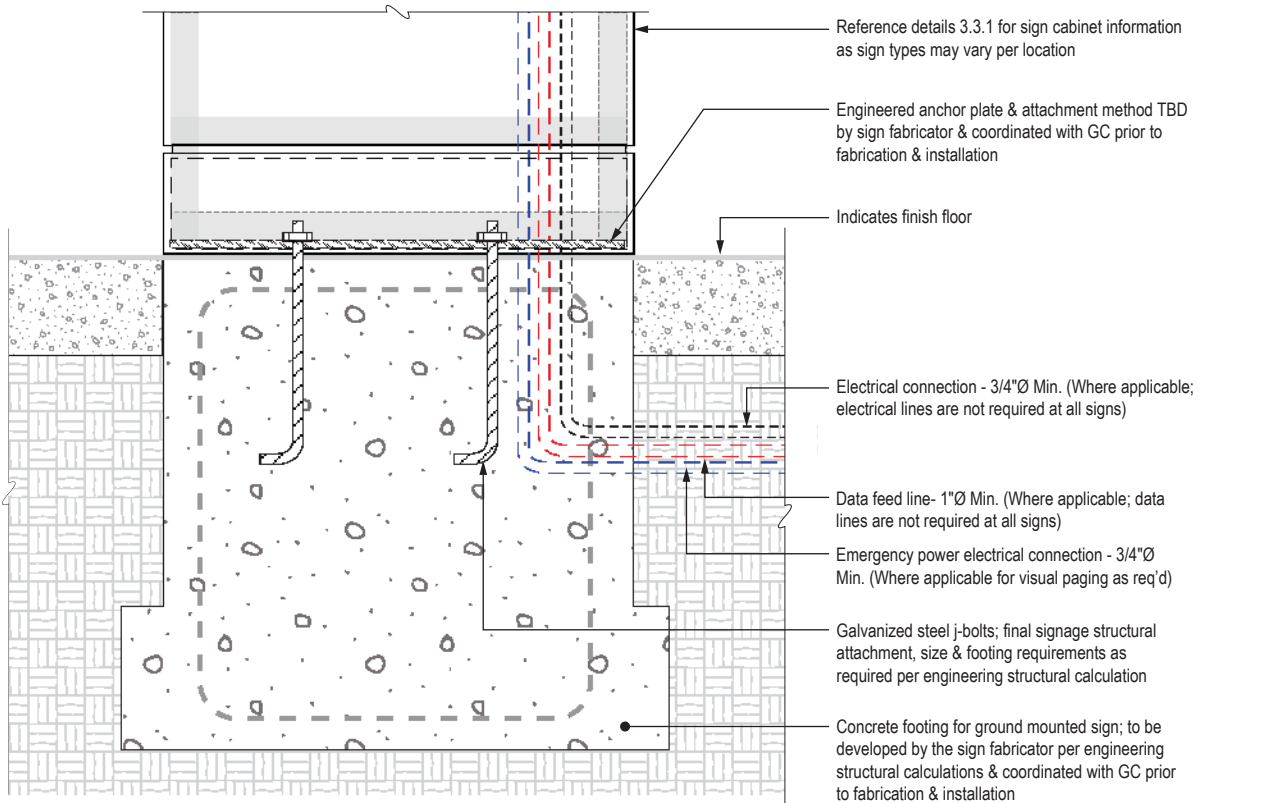 Reference details 3.3.1 for sign cabinet information
as sign types may vary per location
Engineered anchor plate & attachment method TBD
by sign fabricator & coordinated with GC prior to
fabrication & installation
Indicates finish floor
Electrical connection - 3/4"Ø Min. (Where applicable;
electrical lines are not required at all signs)
Data feed line- 1"Ø Min. (Where applicable; data
lines are not required at all signs)
Emergency power electrical connection - 3/4"Ø
Min. (Where applicable for visual paging as req'd)
Galvanized steel j-bolts; final signage structural
attachment, size & footing requirements as
required per engineering structural calculation
Concrete footing for ground mounted sign; to be
developed by the sign fabricator per engineering
structural calculations & coordinated with GC prior
to fabrication & installation